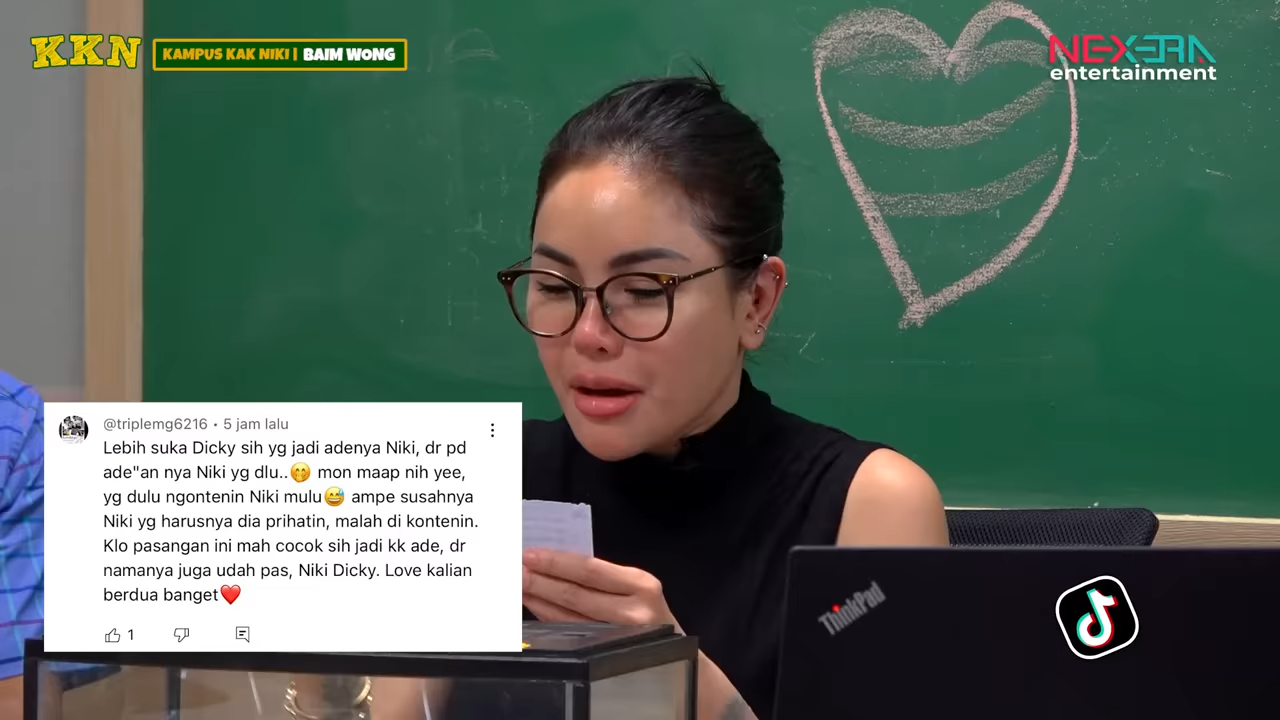 KKN
KAMPUS KAK NIKI | BAIM WONG
NEXERA
entertainment
@triplemg6216 • 5 jam lalu
Lebih suka Dicky sih yg jadi adenya Niki, dr pd
ade"an nya Niki yg dlu..🤭 mon maap nih yee,
yg dulu ngontenin Niki mulu😅 ampe susahnya
Niki yg harusnya dia prihatin, malah di kontenin.
Klo pasangan ini mah cocok sih jadi kk ade, dr
namanya juga udah pas, Niki Dicky. Love kalian
berdua banget❤️
1
ThinkPad